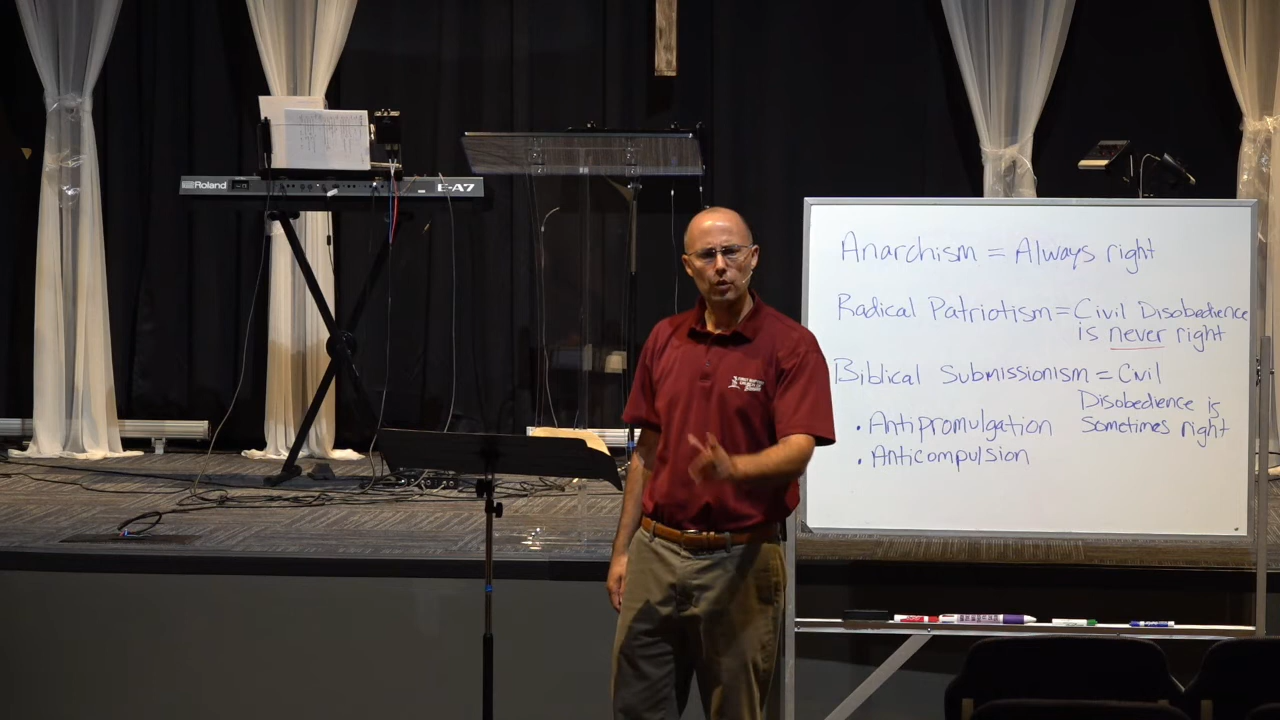 Roland
E-A7
Anarchism = Always right
Radical Patriotism = Civil Disobedience
is never right
Biblical Submissionism = Civil
Disobedience is
Sometimes right
• Antipromulgation
• Anticompulsion